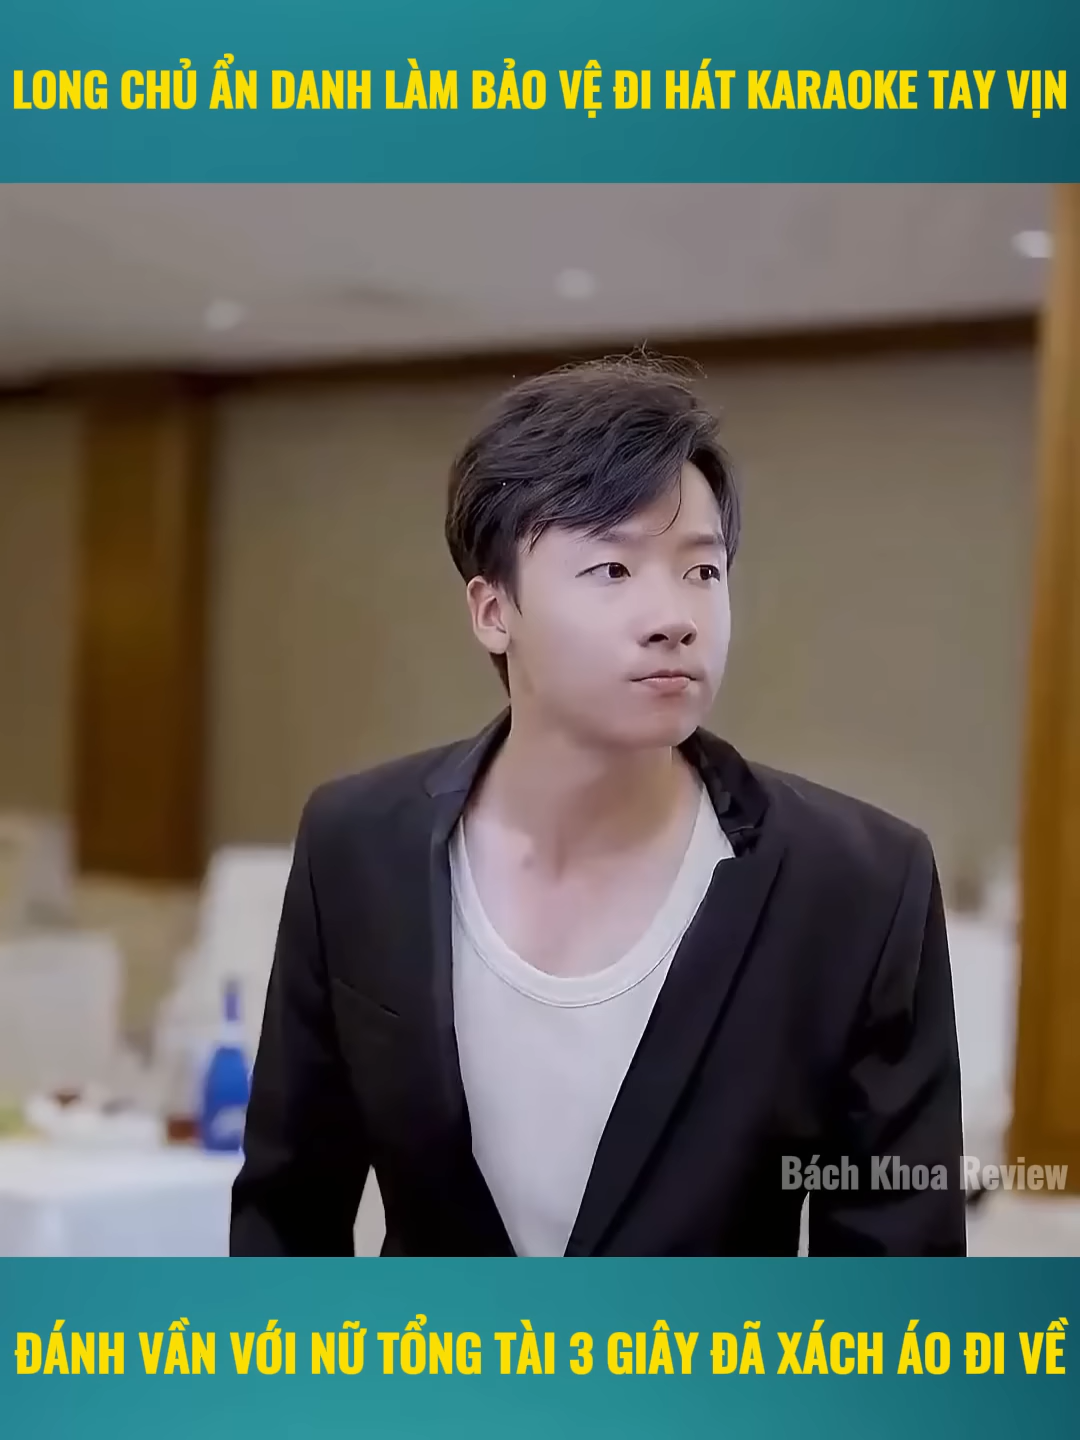 LONG CHỦ ẨN DANH LÀM BẢO VỆ ĐI HÁT KARAOKE TAY VỊN
Bách Khoa Review
ĐÁNH VẦN VỚI NỮ TỔNG TÀI 3 GIÂY ĐÃ XÁCH ÁO ĐI VỀ